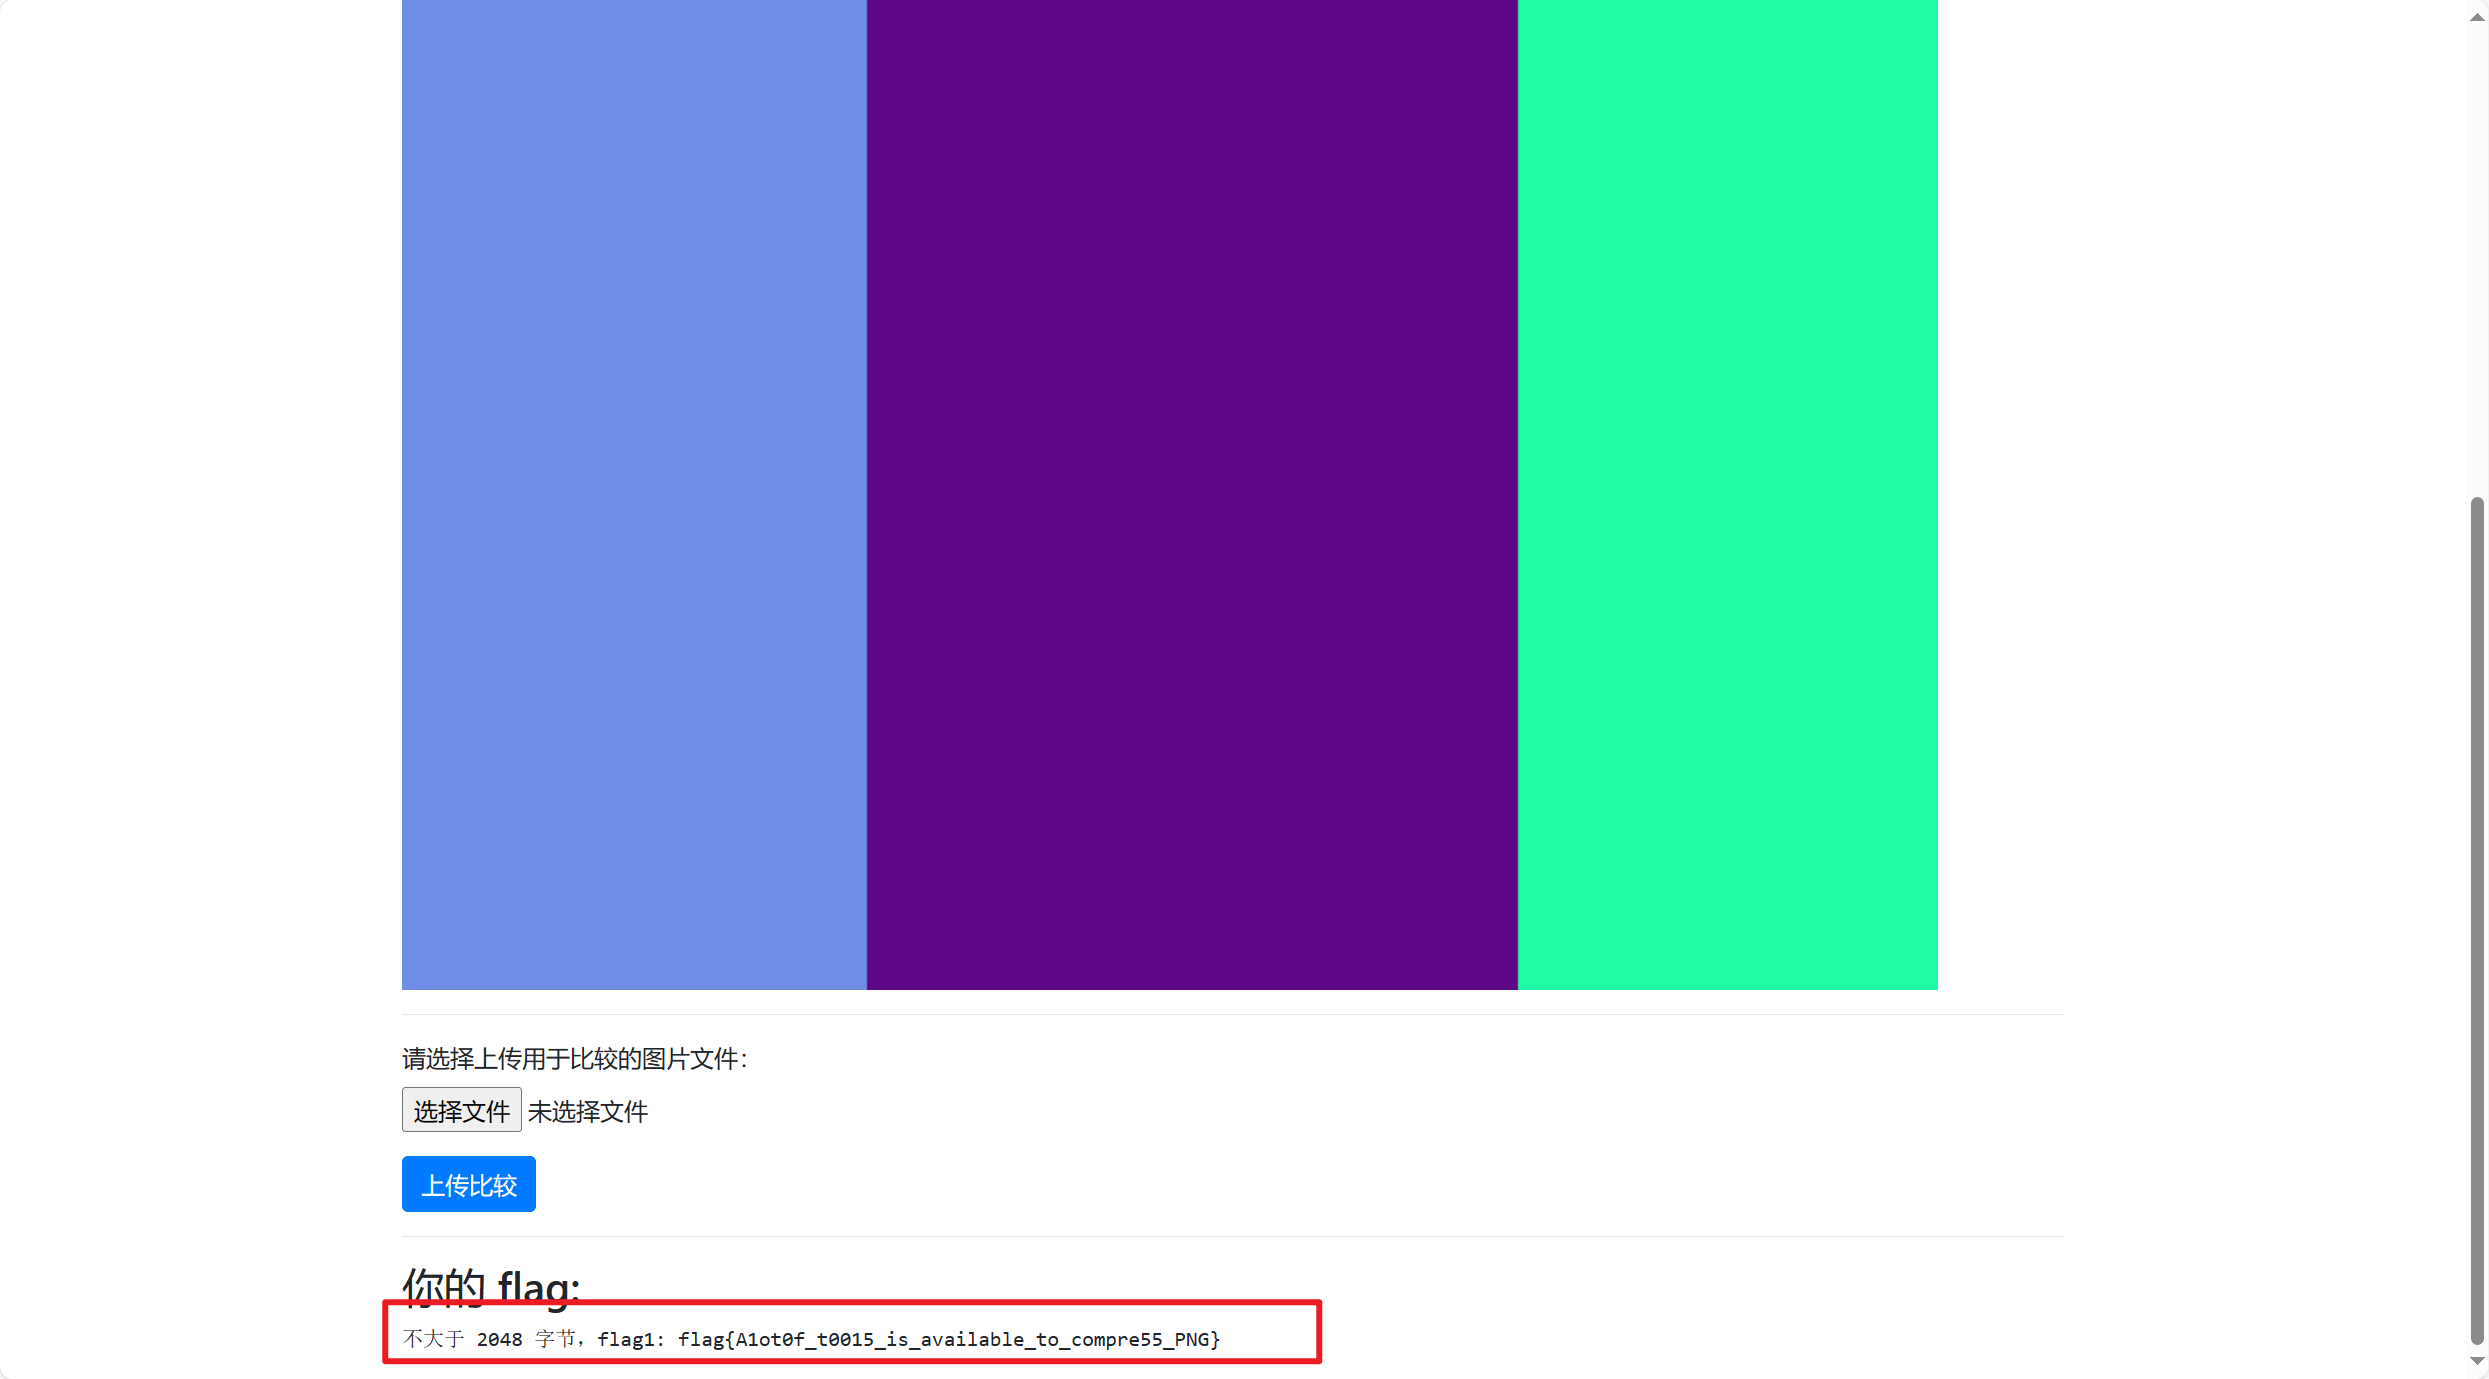 请选择上传用于比较的图片文件：
选择文件 未选择文件
上传比较
你的 flag:
不大于 2048 字节，flag1: flag{A1ot0f_t0015_is_available_to_compre55_PNG}